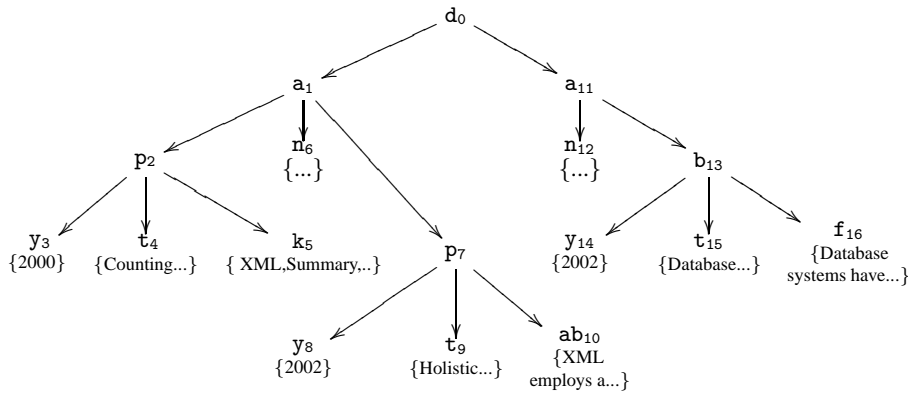 d₀
a₁ a₁₁
n₆ n₁₂
{...} {...}
p₂ b₁₃
y₃ t₄ k₅ p₇ y₁₄ t₁₅ f₁₆
{2000} {Counting...} { XML,Summary,..} {2002} {Database...} {Database
systems have...}
y₈ t₉ ab₁₀
{2002} {Holistic...} {XML
employs a...}